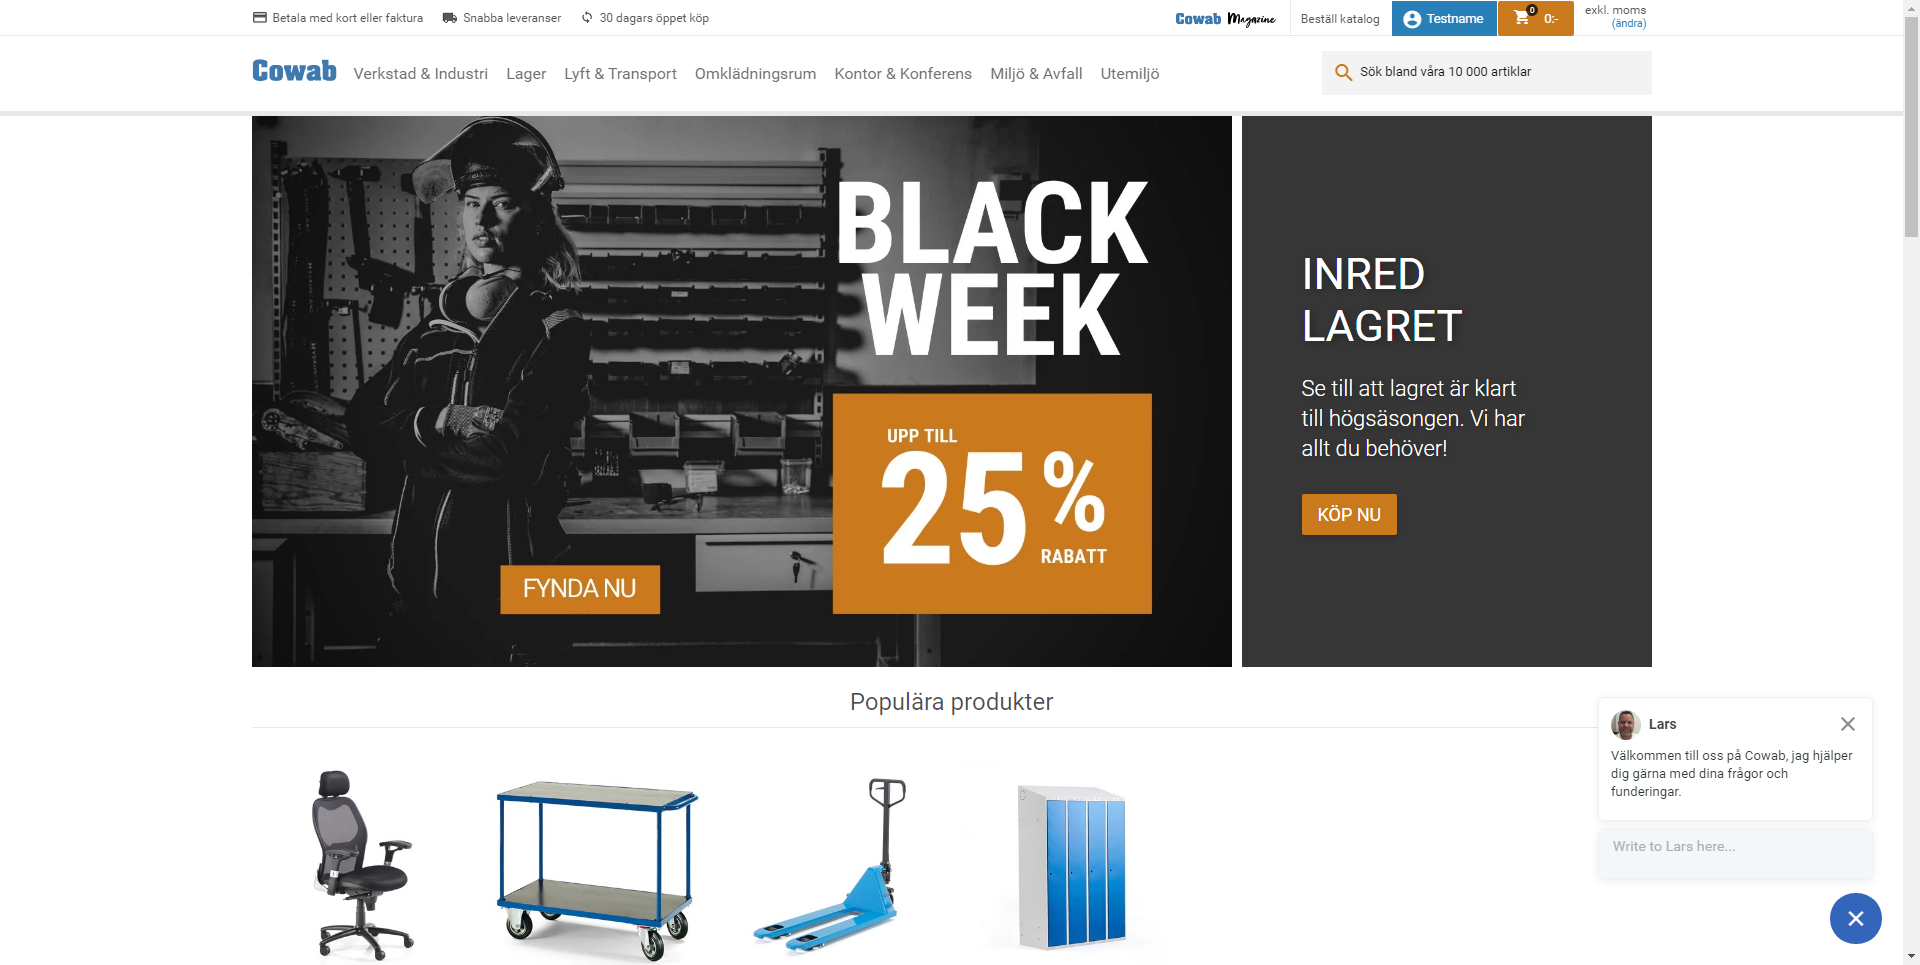 Betala med kort eller faktura
Snabba leveranser
30 dagars öppet köp
Cowab Magazine
Beställ katalog
Testname
0
0:-
exkl. moms
(ändra)
Cowab
Verkstad & Industri
Lager
Lyft & Transport
Omklädningsrum
Kontor & Konferens
Miljö & Avfall
Utemiljö
Sök bland våra 10 000 artiklar
BLACK
WEEK
UPP TILL
25%
RABATT
FYNDA NU
INRED
LAGRET
Se till att lagret är klart
till högsäsongen. Vi har
allt du behöver!
KÖP NU
Populära produkter
Lars
Välkommen till oss på Cowab, jag hjälper
dig gärna med dina frågor och
funderingar.
Write to Lars here...